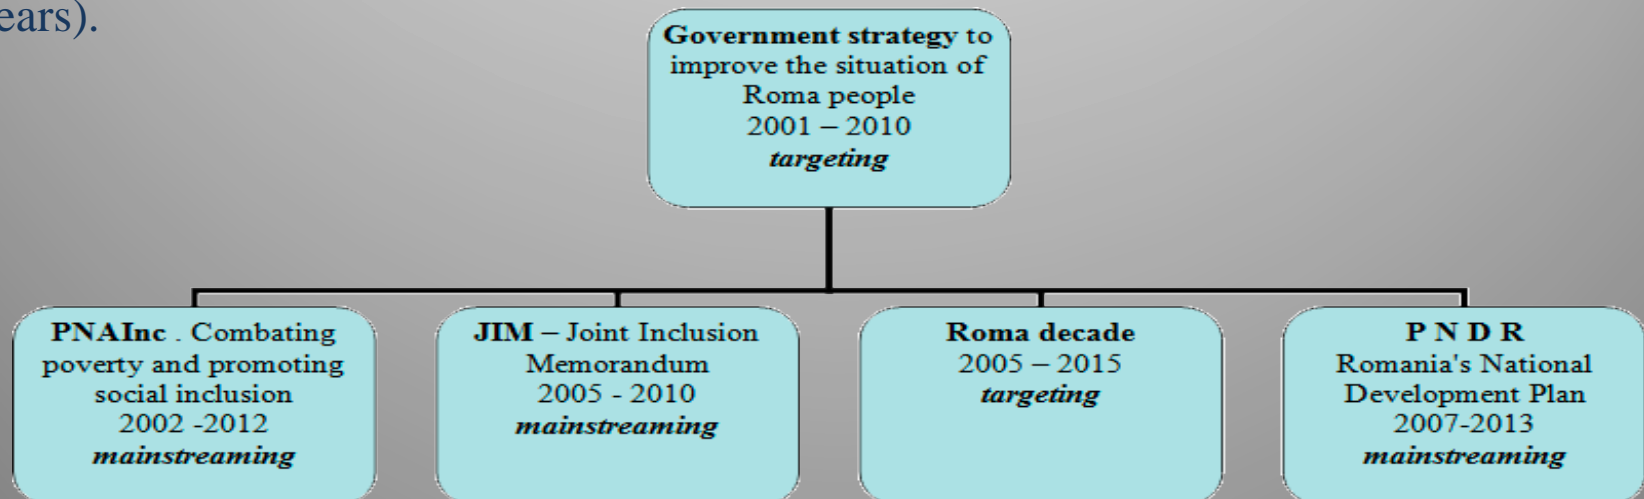 ears).
Government strategy to
improve the situation of
Roma people
2001 – 2010
targeting
PNAInc . Combating
poverty and promoting
social inclusion
2002 -2012
mainstreaming
JIM – Joint Inclusion
Memorandum
2005 - 2010
mainstreaming
Roma decade
2005 – 2015
targeting
P N D R
Romania's National
Development Plan
2007-2013
mainstreaming